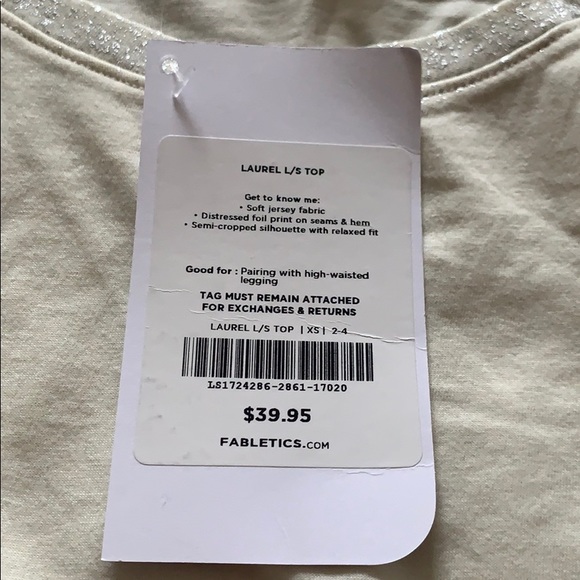 LAUREL L/S TOP
Get to know me:
• Soft jersey fabric
• Distressed foil print on seams & hem
• Semi-cropped silhouette with relaxed fit
Good for : Pairing with high-waisted
legging
TAG MUST REMAIN ATTACHED
FOR EXCHANGES & RETURNS
LAUREL L/S TOP | XS | 2-4
LS1724286-2861-17020
$39.95
FABLETICS.COM